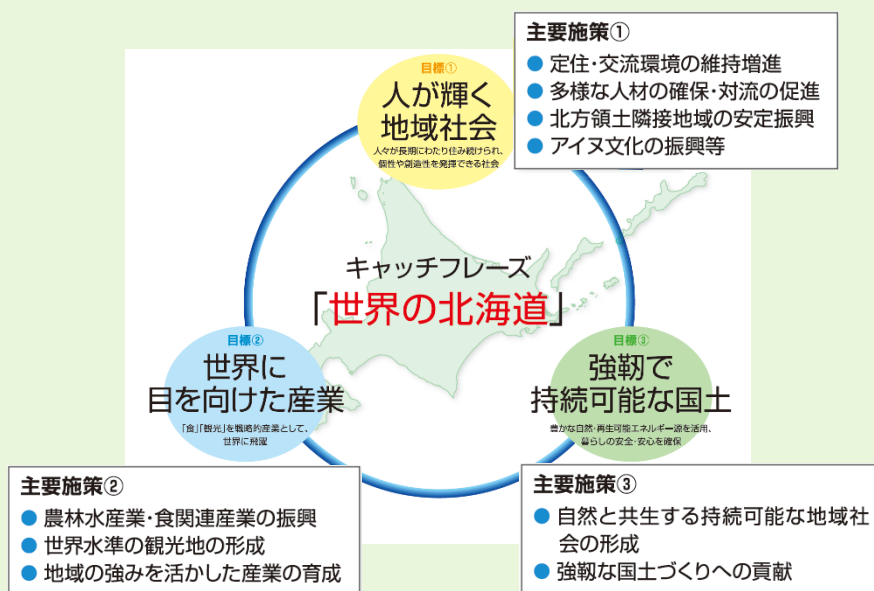 主要施策①
● 定住・交流環境の維持増進
● 多様な人材の確保・対流の促進
● 北方領土隣接地域の安定振興
● アイヌ文化の振興等
目標①
人が輝く
地域社会
人々が長期にわたり住み続けられ、
個性や創造性を発揮できる社会
キャッチフレーズ
「世界の北海道」
目標②
世界に
目を向けた産業
「食」「観光」を戦略的産業として、
世界に飛躍
目標③
強靭で
持続可能な国土
豊かな自然・再生可能エネルギー源を活用、
暮らしの安全・安心を確保
主要施策②
● 農林水産業・食関連産業の振興
● 世界水準の観光地の形成
● 地域の強みを活かした産業の育成
主要施策③
● 自然と共生する持続可能な地域社
会の形成
● 強靭な国土づくりへの貢献